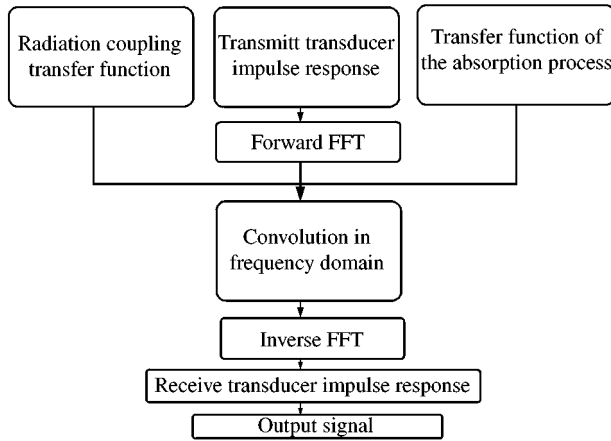 Radiation coupling
transfer function
Transmitt transducer
impulse response
Transfer function of
the absorption process
Forward FFT
Convolution in
frequency domain
Inverse FFT
Receive transducer impulse response
Output signal